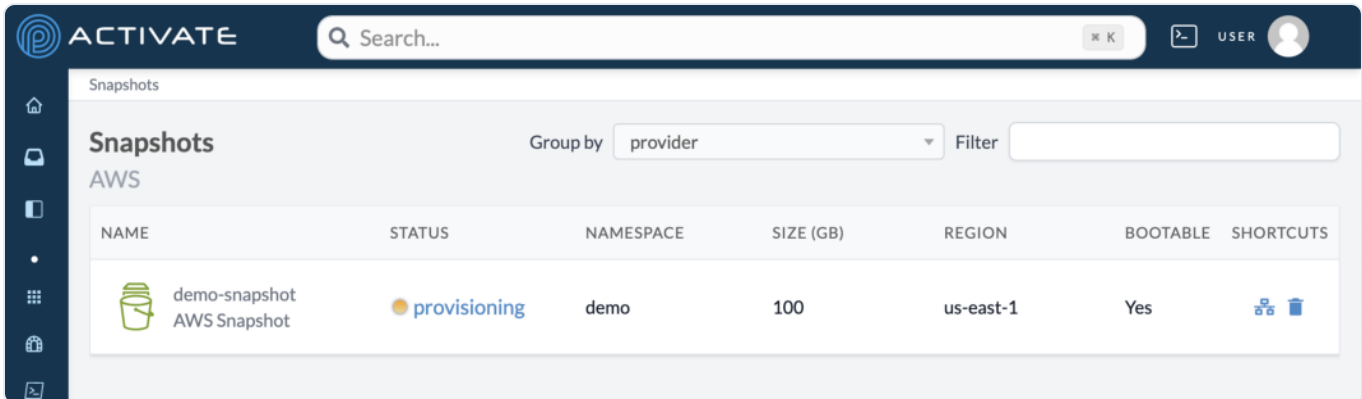 ACTIVATE
Search...
⌘ K
USER
Snapshots
Snapshots
Group by provider Filter
AWS
NAME STATUS NAMESPACE SIZE (GB) REGION BOOTABLE SHORTCUTS
demo-snapshot
AWS Snapshot
provisioning demo 100 us-east-1 Yes